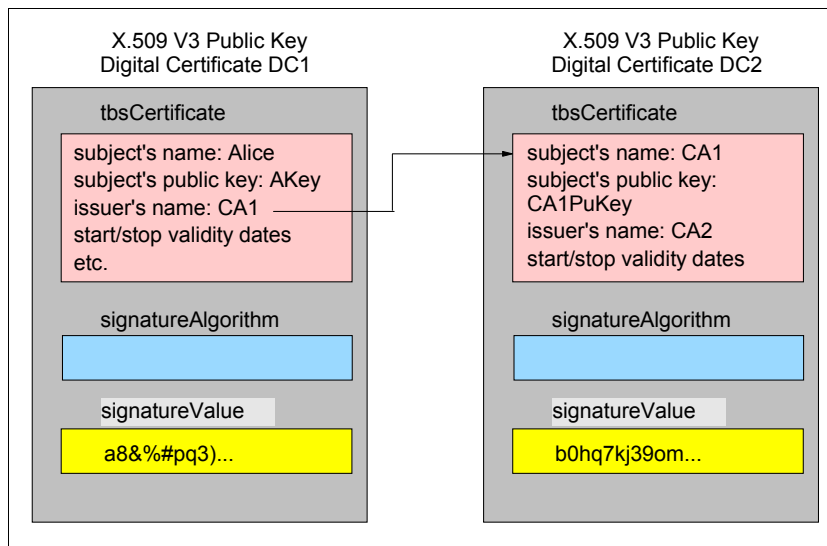 X.509 V3 Public Key
Digital Certificate DC1
tbsCertificate
subject's name: Alice
subject's public key: AKey
issuer's name: CA1
start/stop validity dates
etc.
signatureAlgorithm
signatureValue
a8&%#pq3)...
X.509 V3 Public Key
Digital Certificate DC2
tbsCertificate
subject's name: CA1
subject's public key:
CA1PuKey
issuer's name: CA2
start/stop validity dates
signatureAlgorithm
signatureValue
b0hq7kj39om...